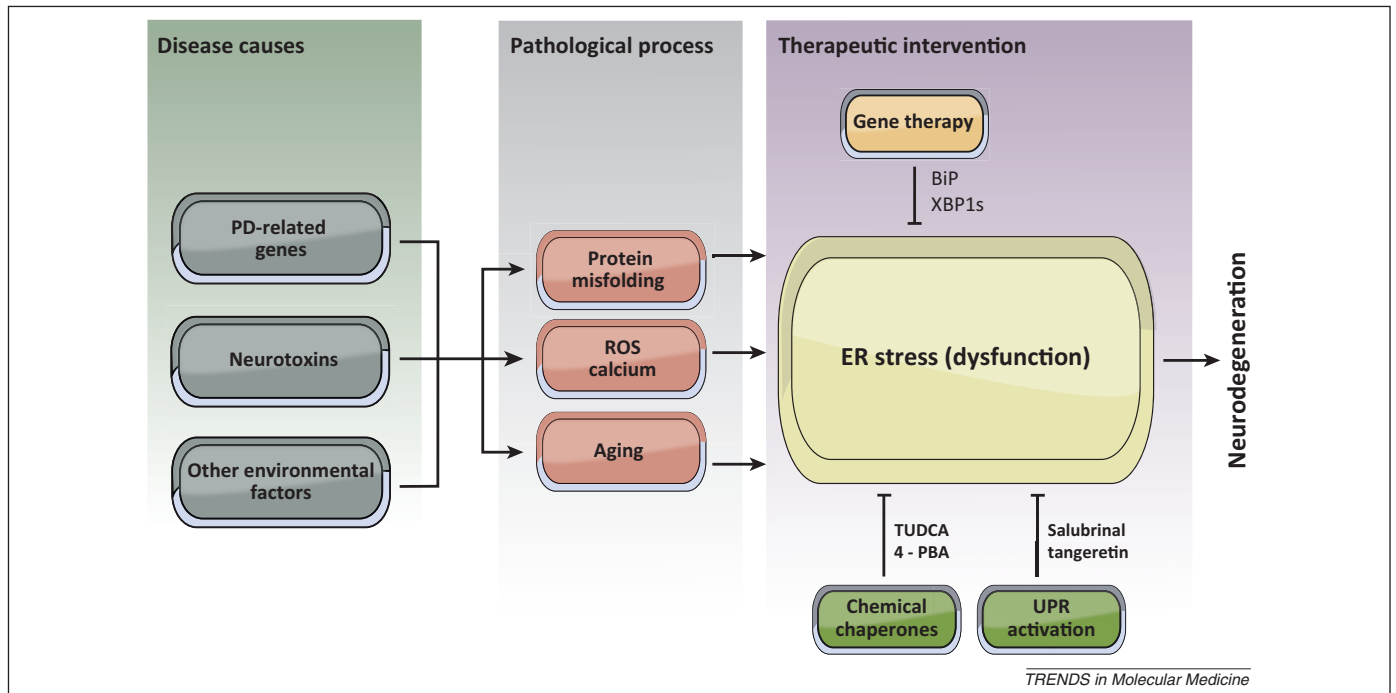 Disease causes
Pathological process
Therapeutic intervention
Gene therapy
BiP
XBP1s
PD-related
genes
Neurotoxins
Other environmental
factors
Protein
misfolding
ROS
calcium
Aging
ER stress (dysfunction)
Neurodegeneration
TUDCA
4 - PBA
Salubrinal
tangeretin
Chemical
chaperones
UPR
activation
TRENDS in Molecular Medicine